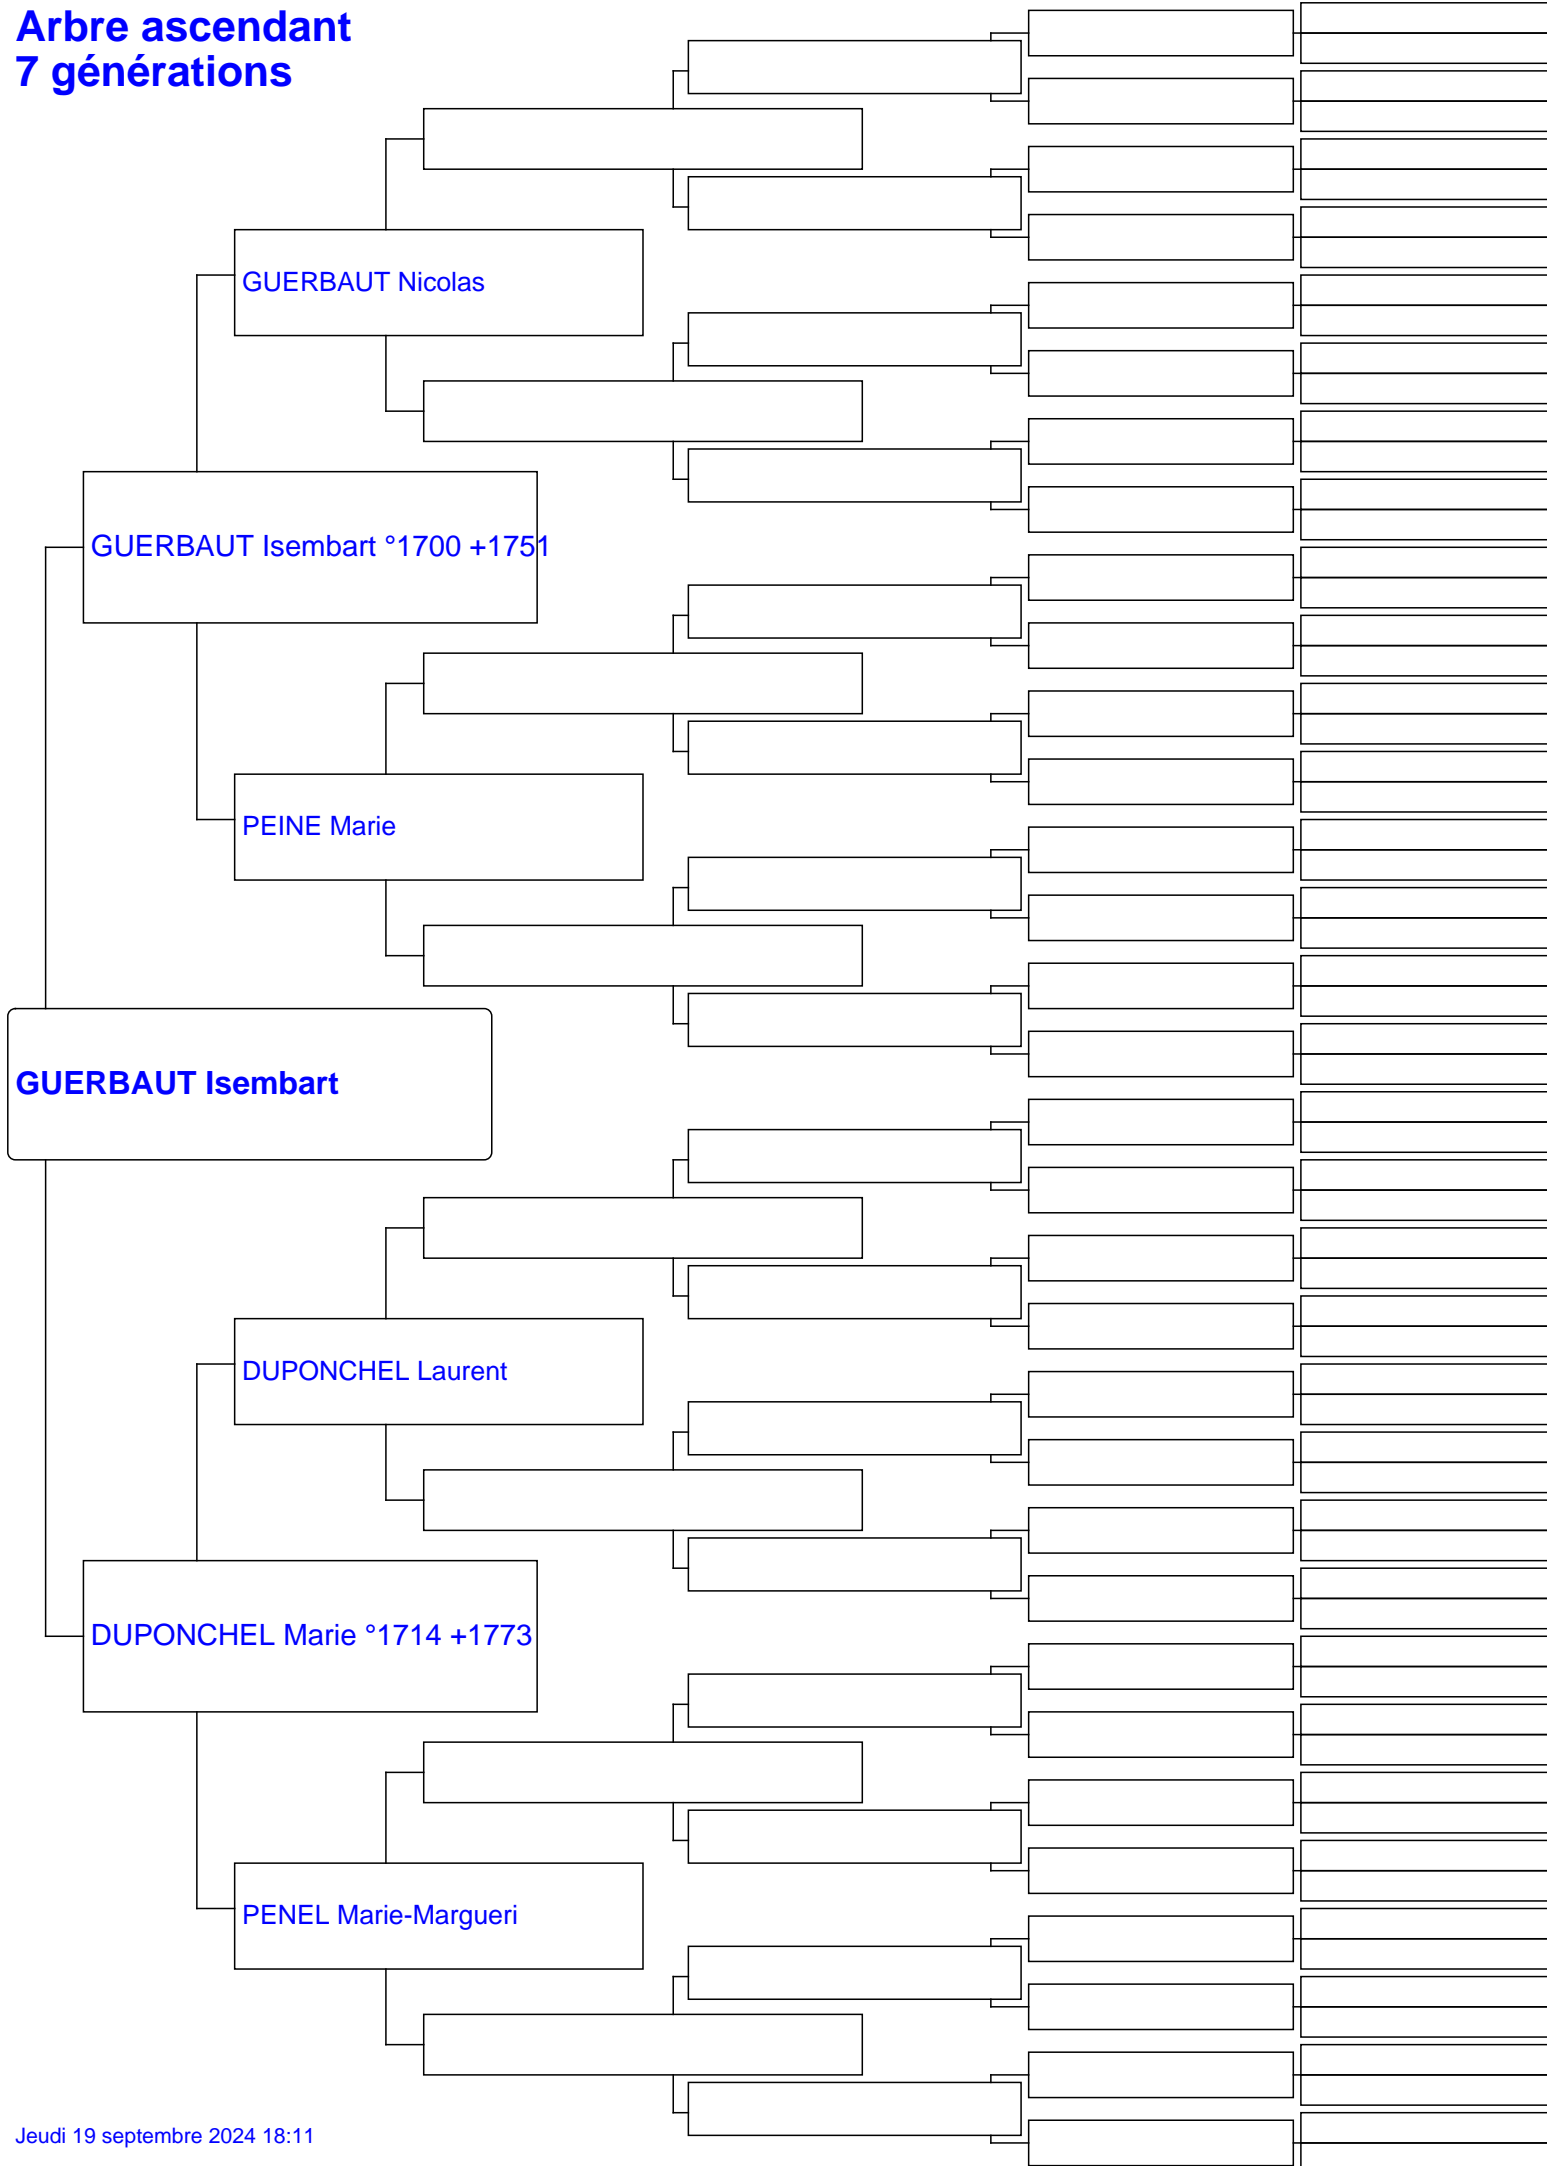 Arbre ascendant
7 générations
GUERBAUT Nicolas
GUERBAUT Isembart °1700 +1751
PEINE Marie
GUERBAUT Isembart
DUPONCHEL Laurent
DUPONCHEL Marie °1714 +1773
PENEL Marie-Margueri
Jeudi 19 septembre 2024 18:11